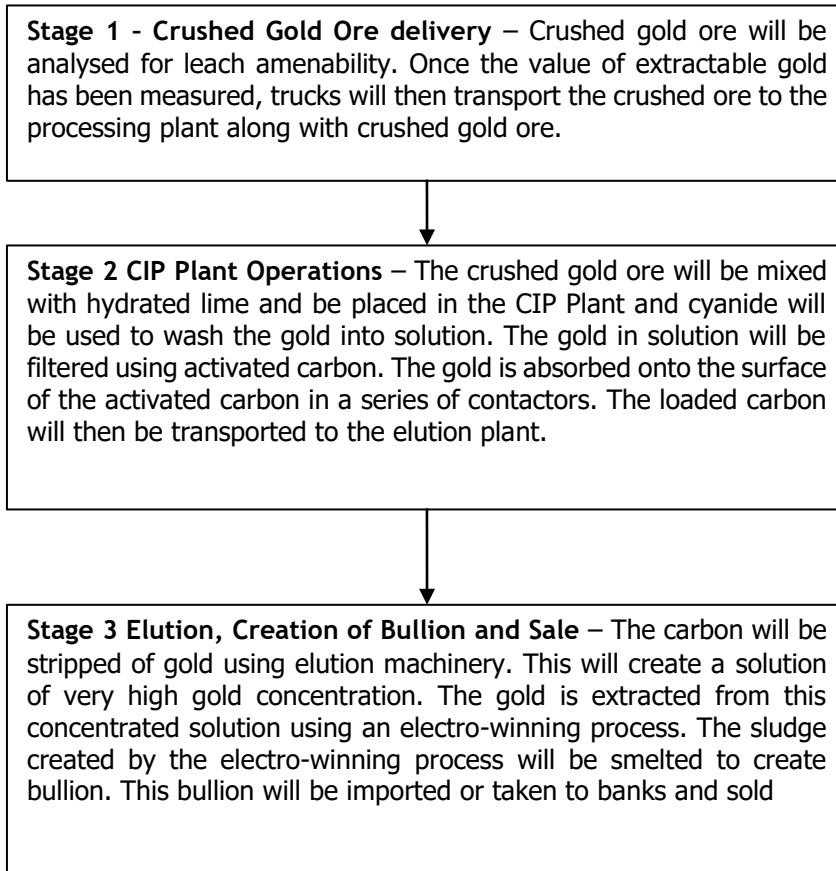 Stage 1 - Crushed Gold Ore delivery – Crushed gold ore will be
analysed for leach amenability. Once the value of extractable gold
has been measured, trucks will then transport the crushed ore to the
processing plant along with crushed gold ore.
Stage 2 CIP Plant Operations – The crushed gold ore will be mixed
with hydrated lime and be placed in the CIP Plant and cyanide will
be used to wash the gold into solution. The gold in solution will be
filtered using activated carbon. The gold is absorbed onto the surface
of the activated carbon in a series of contactors. The loaded carbon
will then be transported to the elution plant.
Stage 3 Elution, Creation of Bullion and Sale – The carbon will be
stripped of gold using elution machinery. This will create a solution
of very high gold concentration. The gold is extracted from this
concentrated solution using an electro-winning process. The sludge
created by the electro-winning process will be smelted to create
bullion. This bullion will be imported or taken to banks and sold